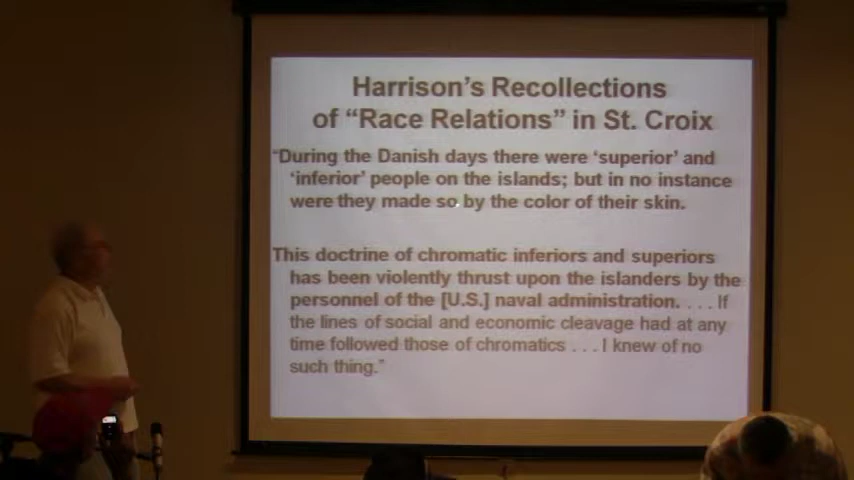 Harrison's Recollections
of “Race Relations” in St. Croix
“During the Danish days there were ‘superior’ and
‘inferior’ people on the islands; but in no instance
were they made so by the color of their skin.
This doctrine of chromatic inferiors and superiors
has been violently thrust upon the islanders by the
personnel of the [U.S.] naval administration. . . . If
the lines of social and economic cleavage had at any
time followed those of chromatics . . . I knew of no
such thing.”